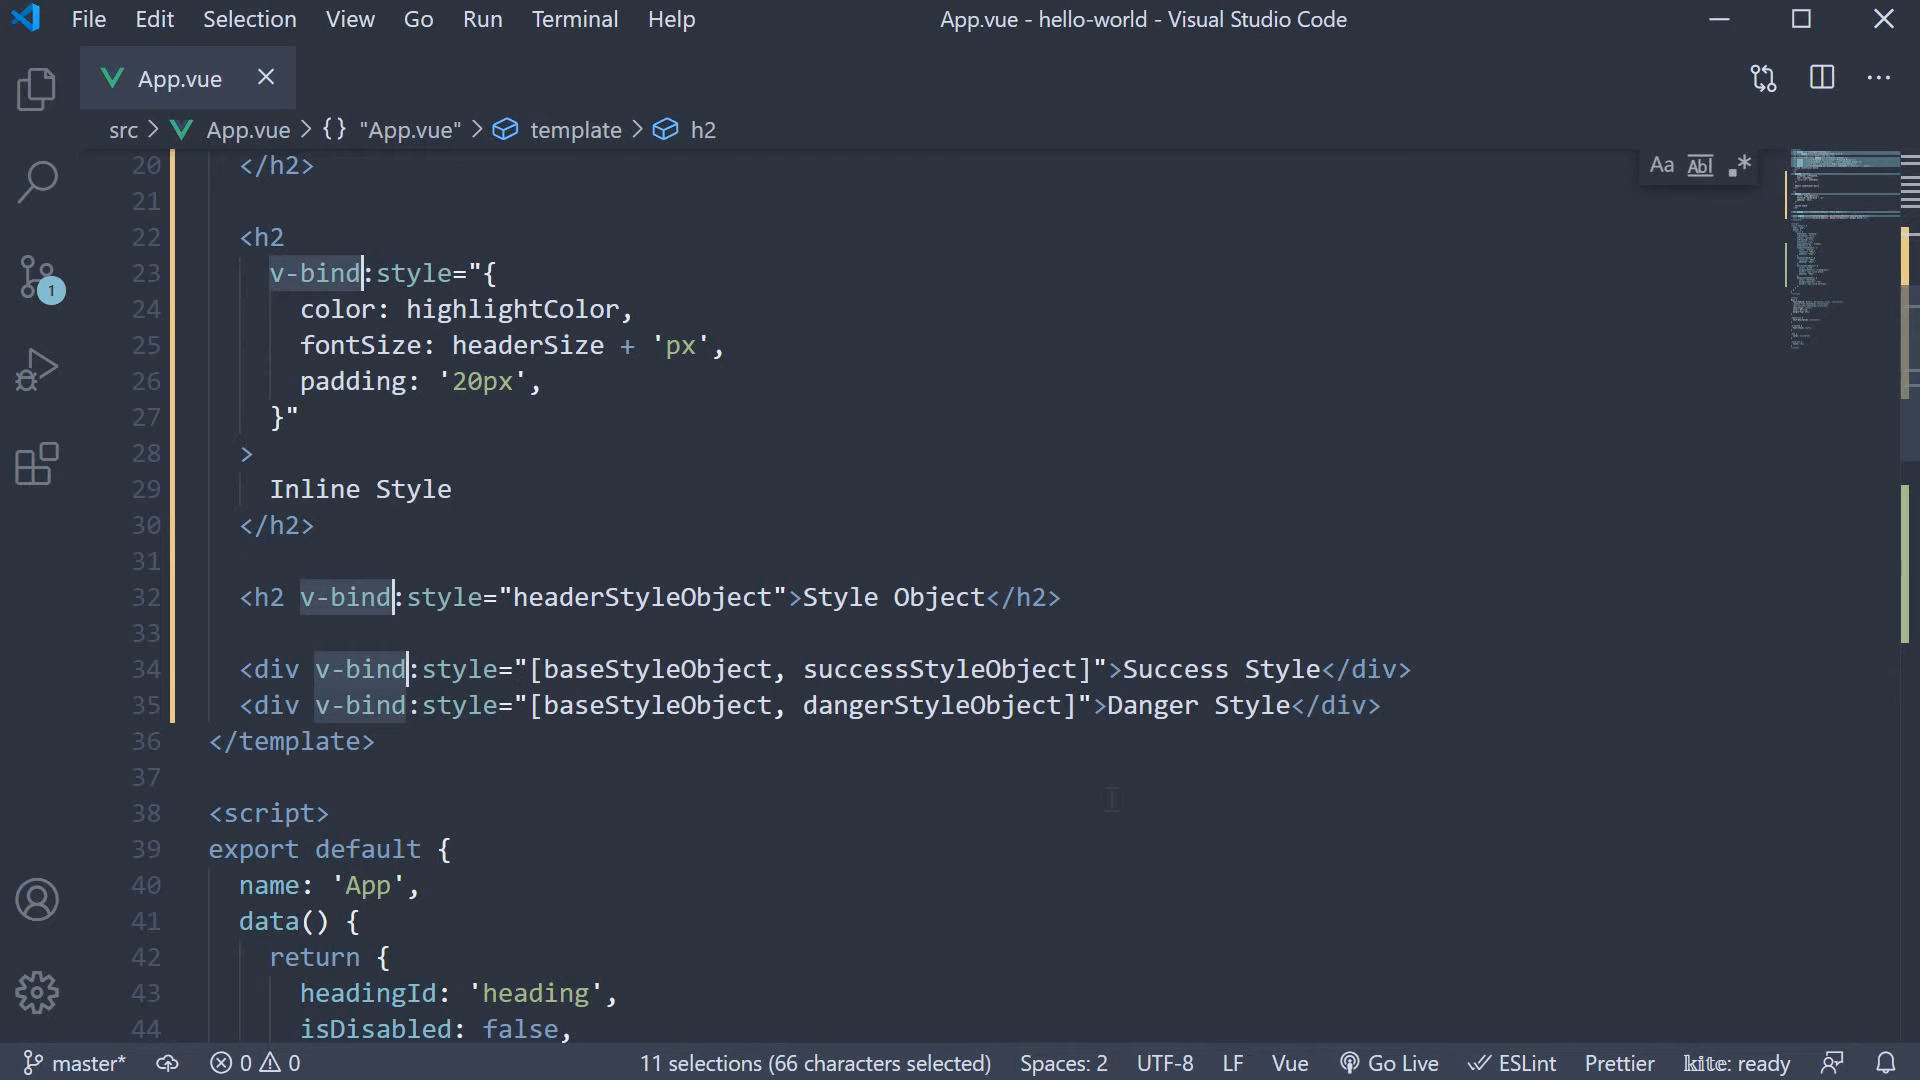 File Edit Selection View Go Run Terminal Help App.vue - hello-world - Visual Studio Code
App.vue
src > App.vue > {} "App.vue" > template > h2
Aa Abl .*
20 </h2>
21
22 <h2
23 v-bind:style="{
24 color: highlightColor,
25 fontSize: headerSize + 'px',
26 padding: '20px',
27 }"
28 >
29 Inline Style
30 </h2>
31
32 <h2 v-bind:style="headerStyleObject">Style Object</h2>
33
34 <div v-bind:style="[baseStyleObject, successStyleObject]">Success Style</div>
35 <div v-bind:style="[baseStyleObject, dangerStyleObject]">Danger Style</div>
36 </template>
37
38 <script>
39 export default {
40 name: 'App',
41 data() {
42 return {
43 headingId: 'heading',
44 isDisabled: false,
1
master* 0 0 11 selections (66 characters selected) Spaces: 2 UTF-8 LF Vue Go Live ESLint Prettier kite: ready